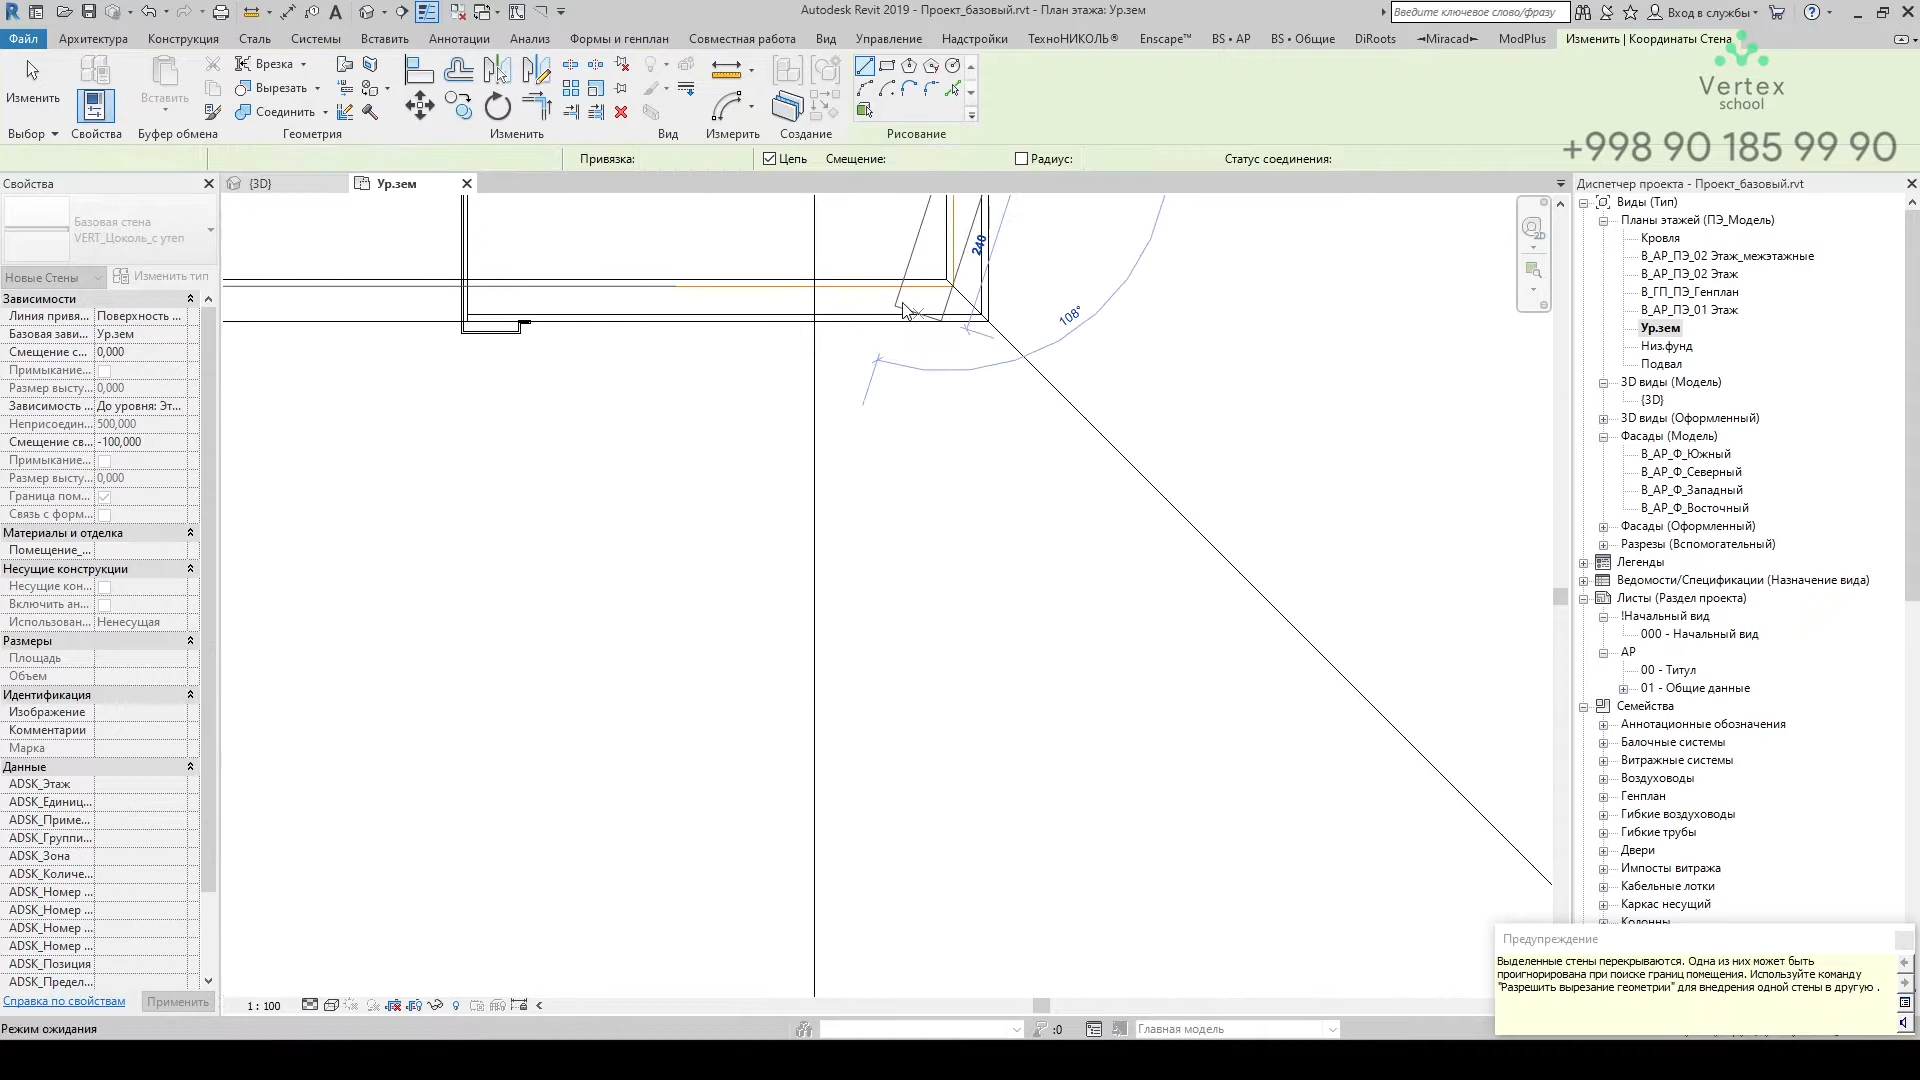 Autodesk Revit 2019 - Проект_базовый.rvt - План этажа: Ур.зем
Введите ключевое слово/фразу
Вход в службы
Файл
Архитектура
Конструкция
Сталь
Системы
Вставить
Аннотации
Анализ
Формы и генплан
Совместная работа
Вид
Управление
Надстройки
ТехноНИКОЛЬ®
Enscape™
BS • АР
BS • Общие
DiRoots
-=Miracad=-
ModPlus
Изменить | Координаты Стена
Врезка
Вырезать
Соединить
Изменить
Вставить
Выбор
Свойства
Буфер обмена
Геометрия
Изменить
Вид
Измерить
Создание
Рисование
Vertex
school
+998 90 185 99 90
Привязка:
Цепь
Смещение:
Радиус:
Статус соединения:
Свойства
{3D}
Ур.зем
Диспетчер проекта - Проект_базовый.rvt
Базовая стена
VERT_Цоколь_с утеп
Новые Стены
Изменить тип
Зависимости
Линия привя... Поверхность ...
Базовая зави... Ур.зем
Смещение с... 0,000
Примыкание...
Размер высту... 0,000
Зависимость ... До уровня: Эт...
Неприсоедин... 500,000
Смещение св... -100,000
Примыкание...
Размер высту... 0,000
Граница пом...
Связь с форм...
Материалы и отделка
Помещение_...
Несущие конструкции
Несущие кон...
Включить ан...
Использован... Ненесущая
Размеры
Площадь
Объем
Идентификация
Изображение
Комментарии
Марка
Данные
ADSK_Этаж
ADSK_Единиц...
ADSK_Приме...
ADSK_Группи...
ADSK_Зона
ADSK_Количе...
ADSK_Номер ...
ADSK_Номер ...
ADSK_Номер ...
ADSK_Номер ...
ADSK_Позиция
ADSK_Предел...
Справка по свойствам
Применить
240
108°
Виды (Тип)
Планы этажей (ПЭ_Модель)
Кровля
В_АР_ПЭ_02 Этаж_межэтажные
В_АР_ПЭ_02 Этаж
В_ГП_ПЭ_Генплан
В_АР_ПЭ_01 Этаж
Ур.зем
Низ.фунд
Подвал
3D виды (Модель)
{3D}
3D виды (Оформленный)
Фасады (Модель)
В_АР_Ф_Южный
В_АР_Ф_Северный
В_АР_Ф_Западный
В_АР_Ф_Восточный
Фасады (Оформленный)
Разрезы (Вспомогательный)
Легенды
Ведомости/Спецификации (Назначение вида)
Листы (Раздел проекта)
!Начальный вид
000 - Начальный вид
АР
00 - Титул
01 - Общие данные
Семейства
Аннотационные обозначения
Балочные системы
Витражные системы
Воздуховоды
Генплан
Гибкие воздуховоды
Гибкие трубы
Двери
Импосты витража
Кабельные лотки
Каркас несущий
Колонны
Предупреждение
Выделенные стены перекрываются. Одна из них может быть
проигнорирована при поиске границ помещения. Используйте команду
"Разрешить вырезание геометрии" для внедрения одной стены в другую .
1 : 100
Режим ожидания
:0
Главная модель